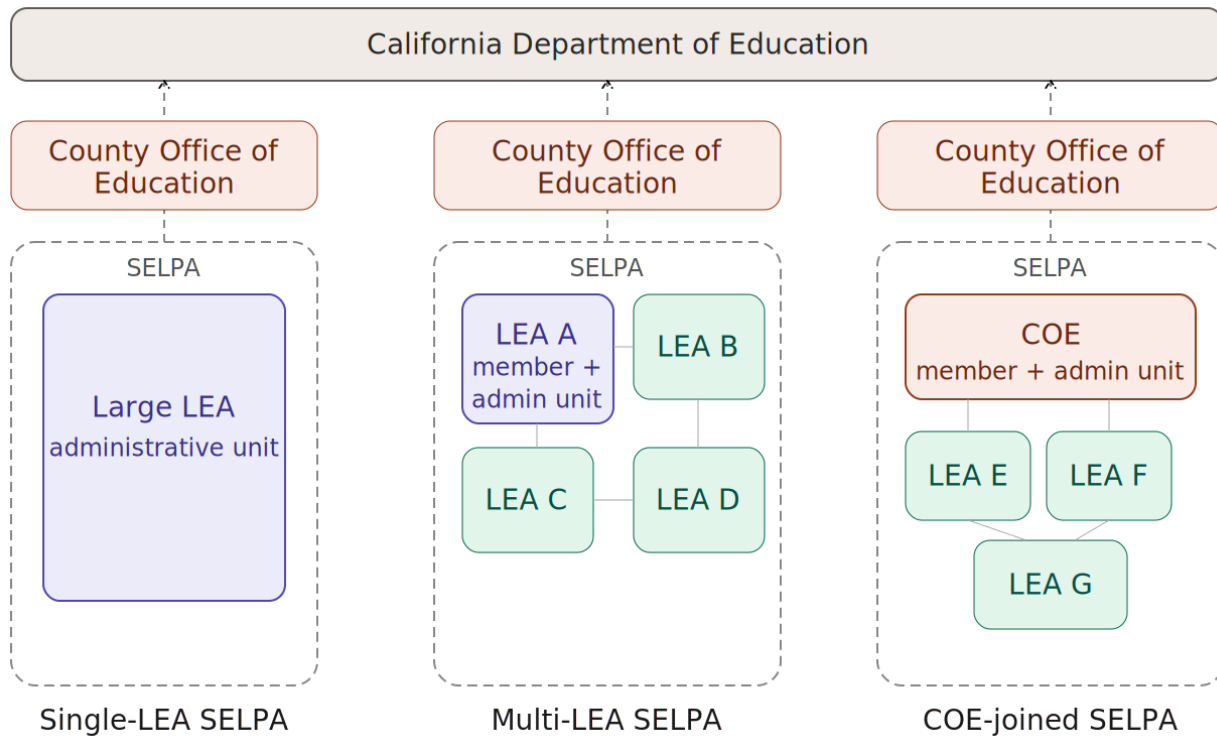 California Department of Education
County Office of
Education
County Office of
Education
County Office of
Education
SELPA
Large LEA
administrative unit
SELPA
LEA A
member +
admin unit
LEA B
LEA C
LEA D
SELPA
COE
member + admin unit
LEA E
LEA F
LEA G
Single-LEA SELPA
Multi-LEA SELPA
COE-joined SELPA